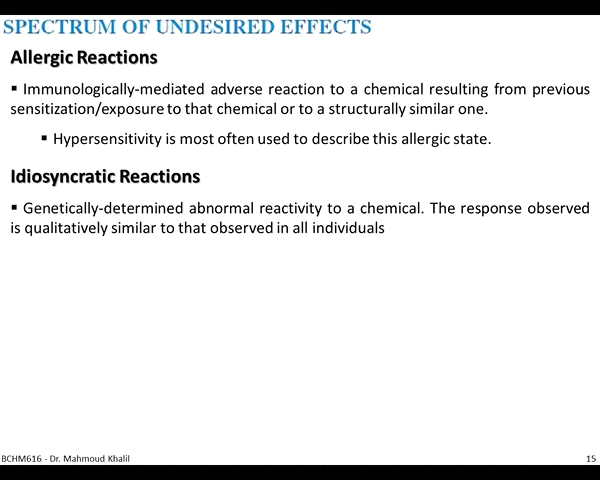 SPECTRUM OF UNDESIRED EFFECTS
Allergic Reactions
▪ Immunologically-mediated adverse reaction to a chemical resulting from previous
sensitization/exposure to that chemical or to a structurally similar one.
▪ Hypersensitivity is most often used to describe this allergic state.
Idiosyncratic Reactions
▪ Genetically-determined abnormal reactivity to a chemical. The response observed
is qualitatively similar to that observed in all individuals
BCHM616 - Dr. Mahmoud Khalil
15